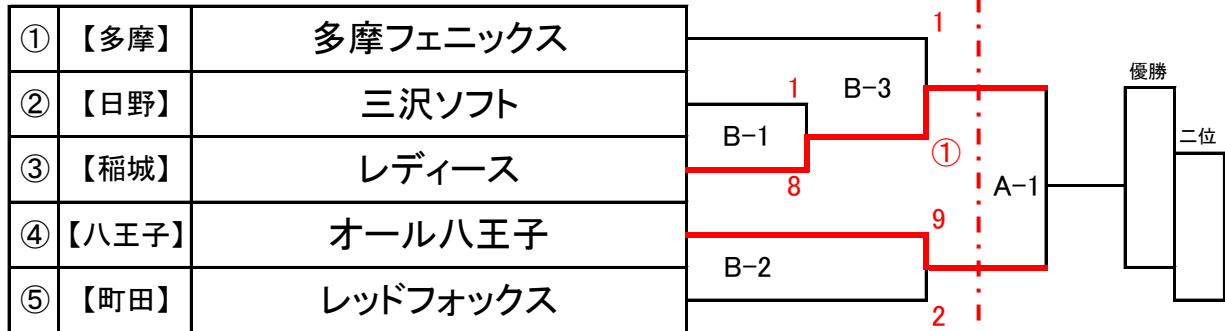 ① 【多摩】 多摩フェニックス
② 【日野】 三沢ソフト
③ 【稲城】 レディース
④ 【八王子】 オール八王子
⑤ 【町田】 レッドフォックス
1
B-3
1
B-1
8
①
9
B-2
2
A-1
優勝
二位